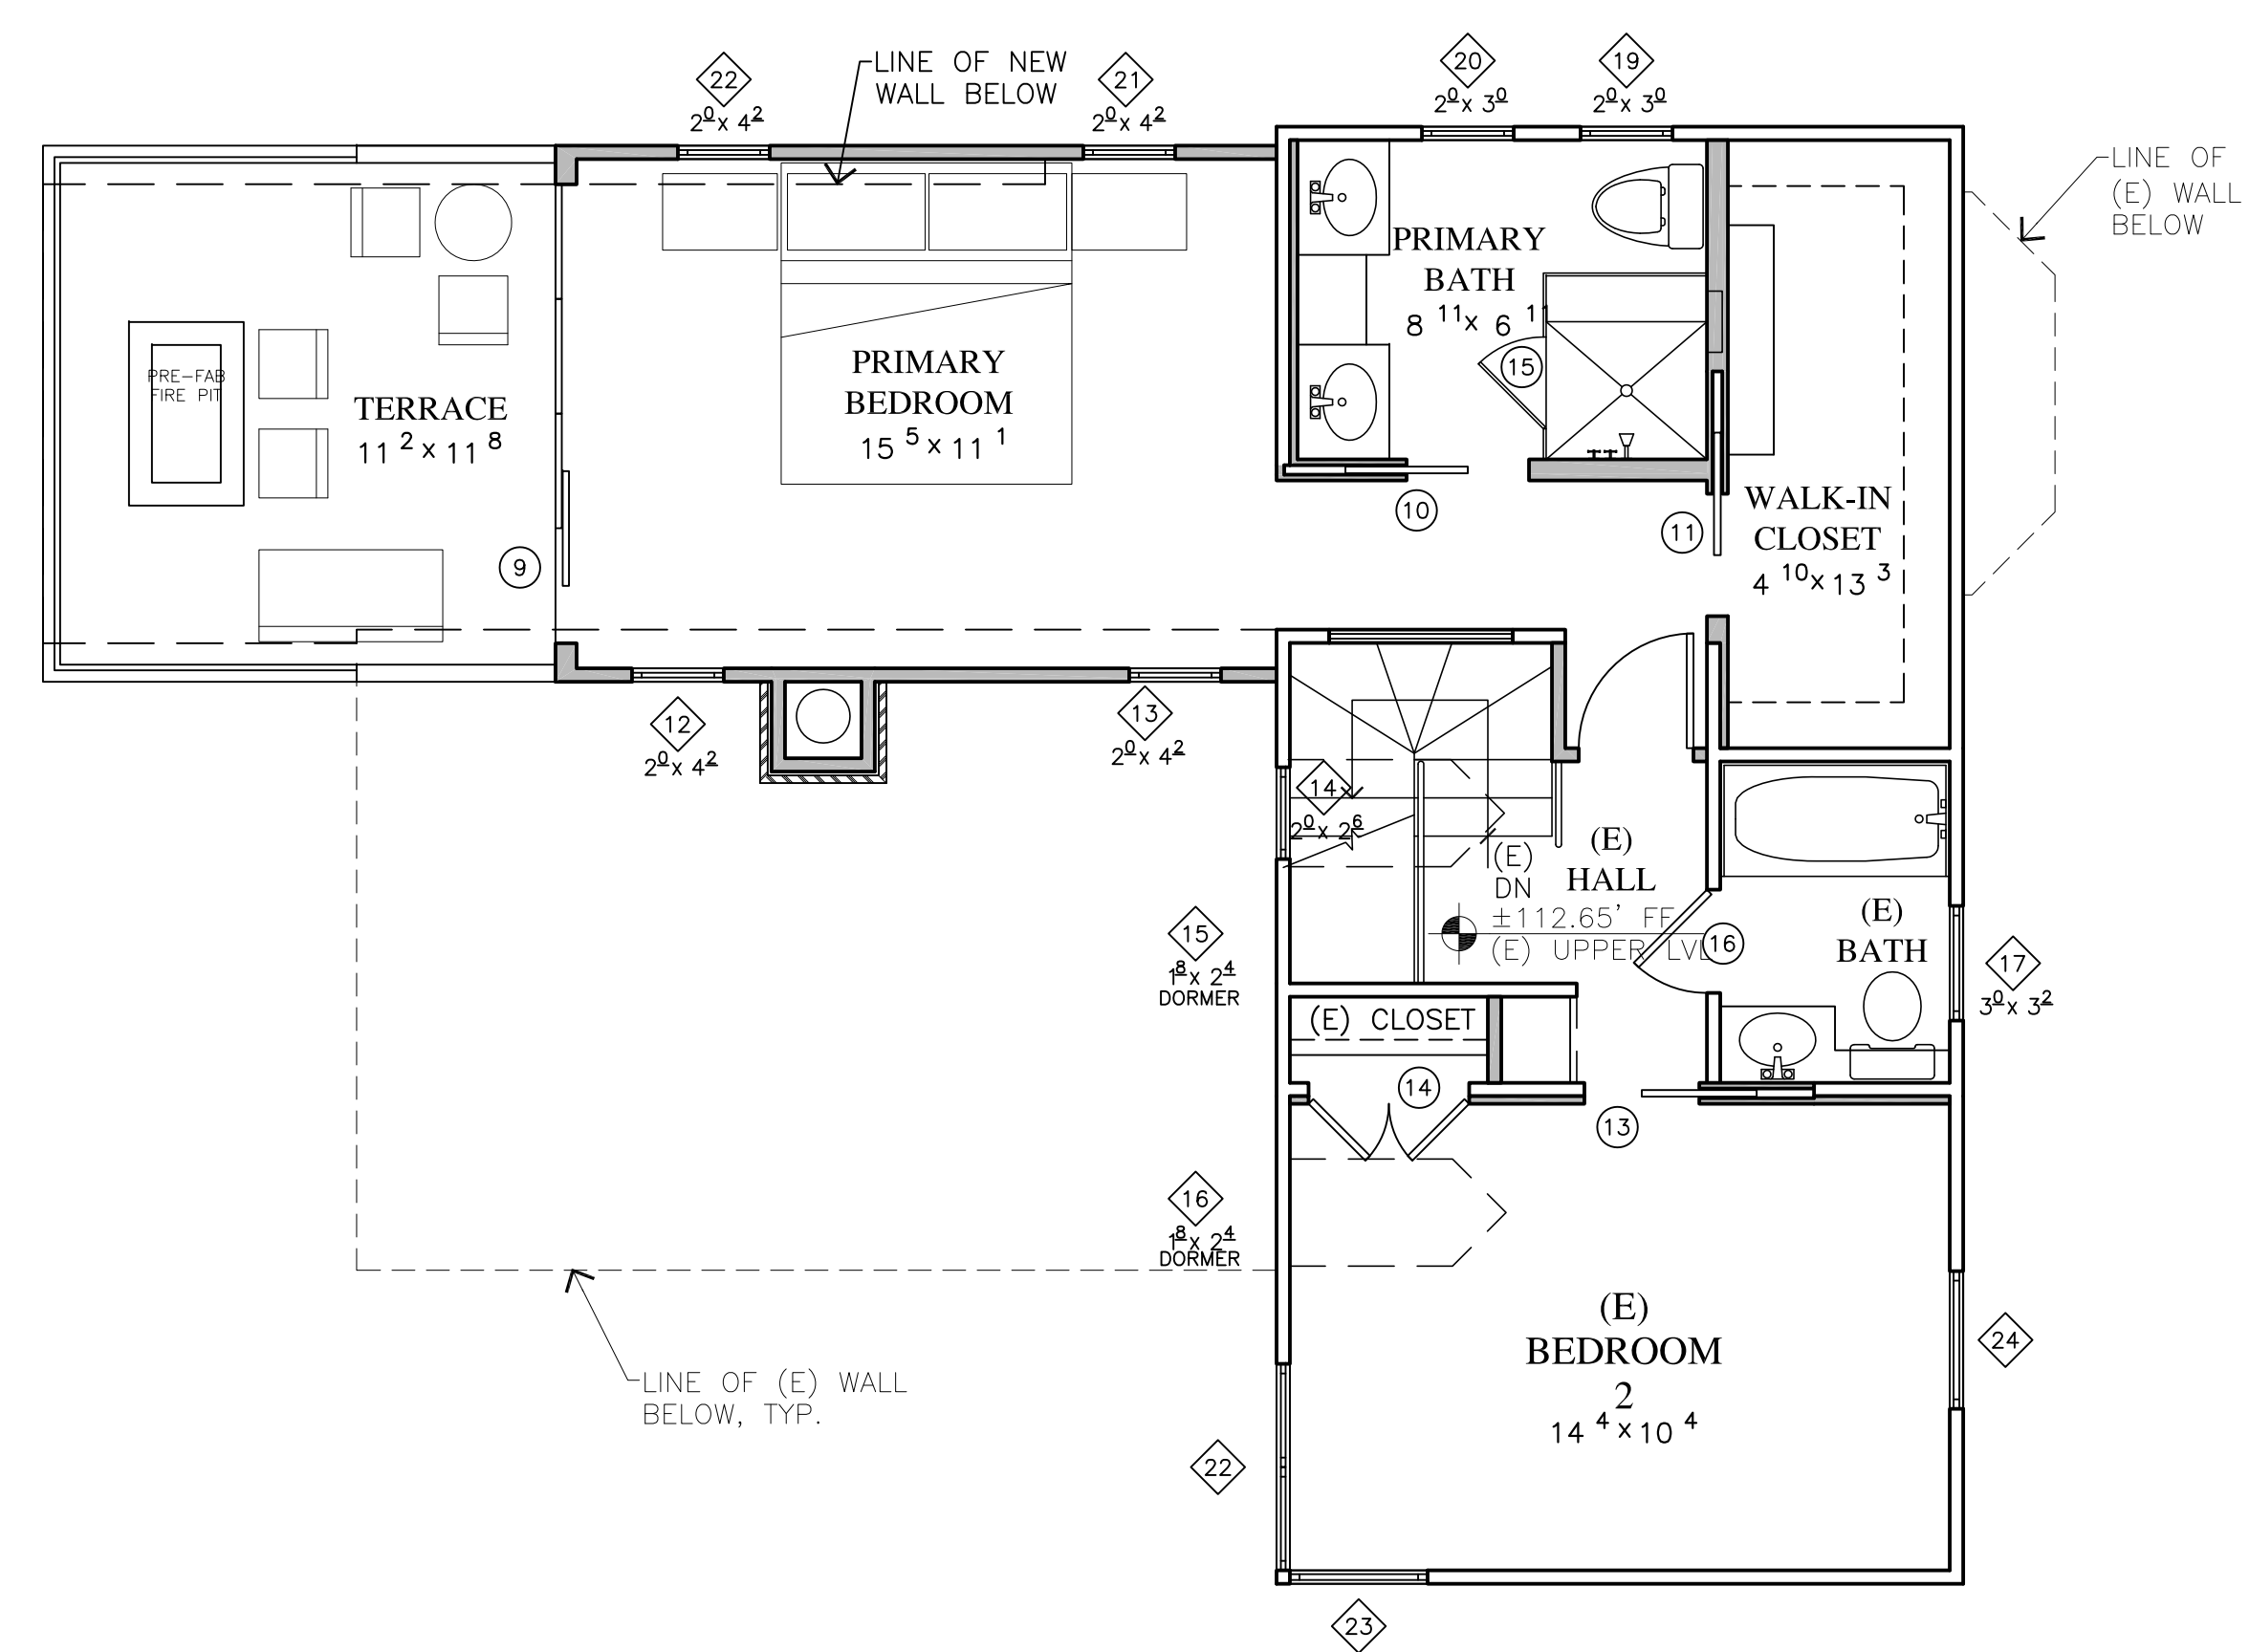 22
2⁰x 4²
LINE OF NEW
WALL BELOW
21
2⁰x 4²
20
2⁰x 3⁰
19
2⁰x 3⁰
LINE OF
(E) WALL
BELOW
PRIMARY
BATH
8 ¹¹x 6 ¹¹
15
PRE-FAB
FIRE PIT
TERRACE
11 ² x 11 ⁸
PRIMARY
BEDROOM
15 ⁵ x 11 ¹
9
10
11
WALK-IN
CLOSET
4 ¹⁰x 13 ³
12
2⁰x 4²
13
2⁰x 4²
14
2⁰x 2⁶
(E)
HALL
(E)
DN
±112.65' FF
(E) UPPER LVL
16
(E)
BATH
15
1⁸x 2⁴
DORMER
17
3⁰x 3²
(E) CLOSET
14
13
16
1⁸x 2⁴
DORMER
(E)
BEDROOM
2
14 ⁴ x 10 ⁴
24
LINE OF (E) WALL
BELOW, TYP.
22
23